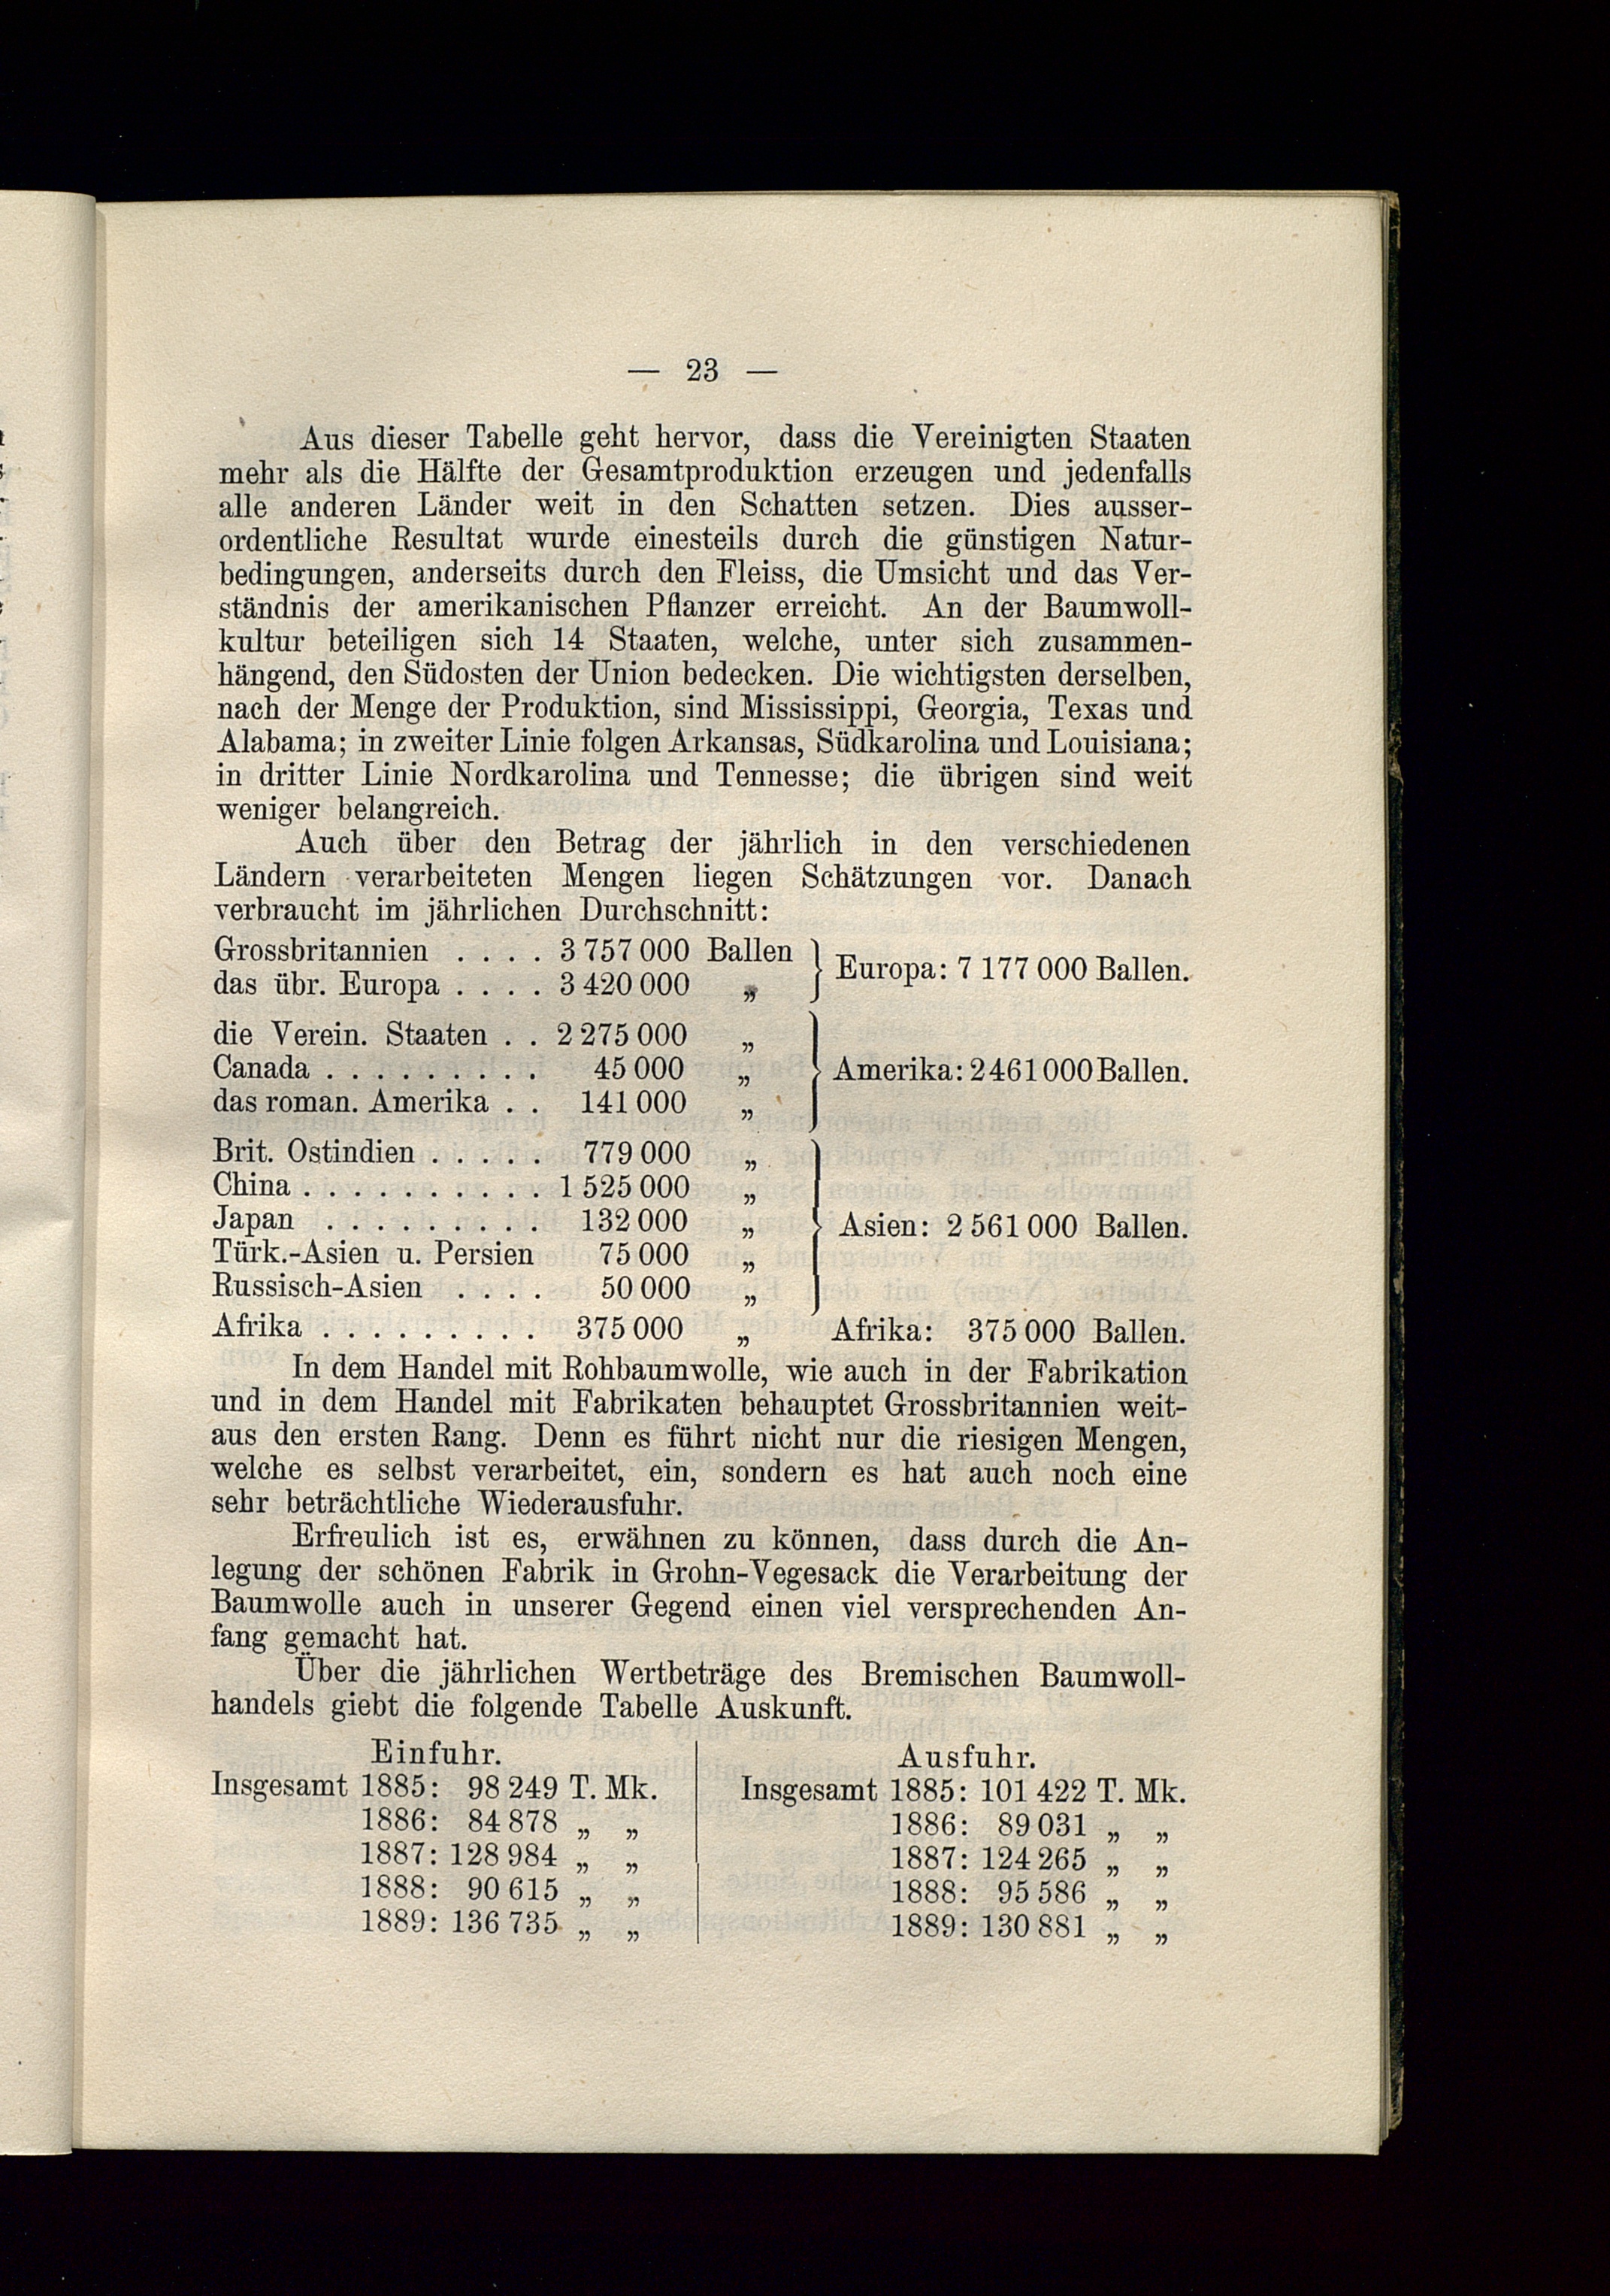 — 23 —
Aus dieser Tabelle geht hervor, dass die Vereinigten Staaten
mehr als die Hälfte der Gesamtproduktion erzeugen und jedenfalls
alle anderen Länder weit in den Schatten setzen. Dies ausser-
ordentliche Resultat wurde einesteils durch die günstigen Natur-
bedingungen, anderseits durch den Fleiss, die Umsicht und das Ver-
ständnis der amerikanischen Pflanzer erreicht. An der Baumwoll-
kultur beteiligen sich 14 Staaten, welche, unter sich zusammen-
hängend, den Südosten der Union bedecken. Die wichtigsten derselben,
nach der Menge der Produktion, sind Mississippi, Georgia, Texas und
Alabama; in zweiter Linie folgen Arkansas, Südkarolina und Louisiana;
in dritter Linie Nordkarolina und Tennesse; die übrigen sind weit
weniger belangreich.
Auch über den Betrag der jährlich in den verschiedenen
Ländern verarbeiteten Mengen liegen Schätzungen vor. Danach
verbraucht im jährlichen Durchschnitt:
Grossbritannien . . . . 3 757 000 Ballen
das übr. Europa . . . . 3 420 000 „
Europa: 7 177 000 Ballen.
die Verein. Staaten . . 2 275 000 „
Canada . . . . . . . . . 45 000 „
das roman. Amerika . . 141 000 „
Amerika: 2 461 000 Ballen.
Brit. Ostindien . . . . . 779 000 „
China . . . . . . . . . . 1 525 000 „
Japan . . . . . . . . . 132 000 „
Türk.-Asien u. Persien 75 000 „
Russisch-Asien . . . . 50 000 „
Asien: 2 561 000 Ballen.
Afrika . . . . . . . . . 375 000 „ Afrika: 375 000 Ballen.
In dem Handel mit Rohbaumwolle, wie auch in der Fabrikation
und in dem Handel mit Fabrikaten behauptet Grossbritannien weit-
aus den ersten Rang. Denn es führt nicht nur die riesigen Mengen,
welche es selbst verarbeitet, ein, sondern es hat auch noch eine
sehr beträchtliche Wiederausfuhr.
Erfreulich ist es, erwähnen zu können, dass durch die An-
legung der schönen Fabrik in Grohn-Vegesack die Verarbeitung der
Baumwolle auch in unserer Gegend einen viel versprechenden An-
fang gemacht hat.
Über die jährlichen Wertbeträge des Bremischen Baumwoll-
handels giebt die folgende Tabelle Auskunft.
Einfuhr.
Insgesamt 1885: 98 249 T. Mk.
1886: 84 878 „ „
1887: 128 984 „ „
1888: 90 615 „ „
1889: 136 735 „ „
Ausfuhr.
Insgesamt 1885: 101 422 T. Mk.
1886: 89 031 „ „
1887: 124 265 „ „
1888: 95 586 „ „
1889: 130 881 „ „